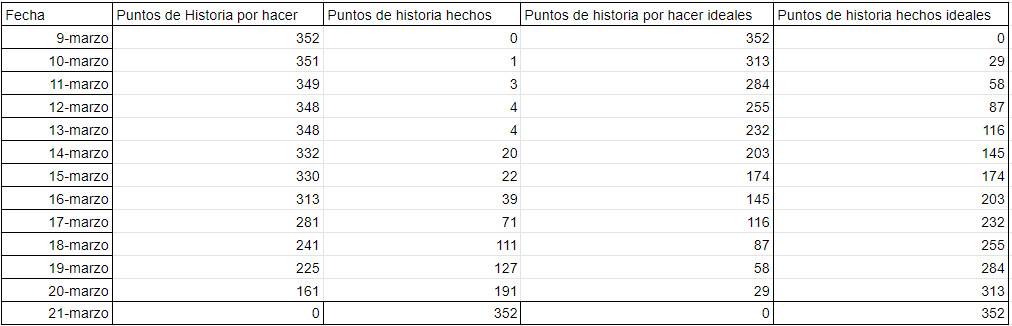 Fecha Puntos de Historia por hacer Puntos de historia hechos Puntos de historia por hacer ideales Puntos de historia hechos ideales
9-marzo 352 0 352 0
10-marzo 351 1 313 29
11-marzo 349 3 284 58
12-marzo 348 4 255 87
13-marzo 348 4 232 116
14-marzo 332 20 203 145
15-marzo 330 22 174 174
16-marzo 313 39 145 203
17-marzo 281 71 116 232
18-marzo 241 111 87 255
19-marzo 225 127 58 284
20-marzo 161 191 29 313
21-marzo 0 352 0 352